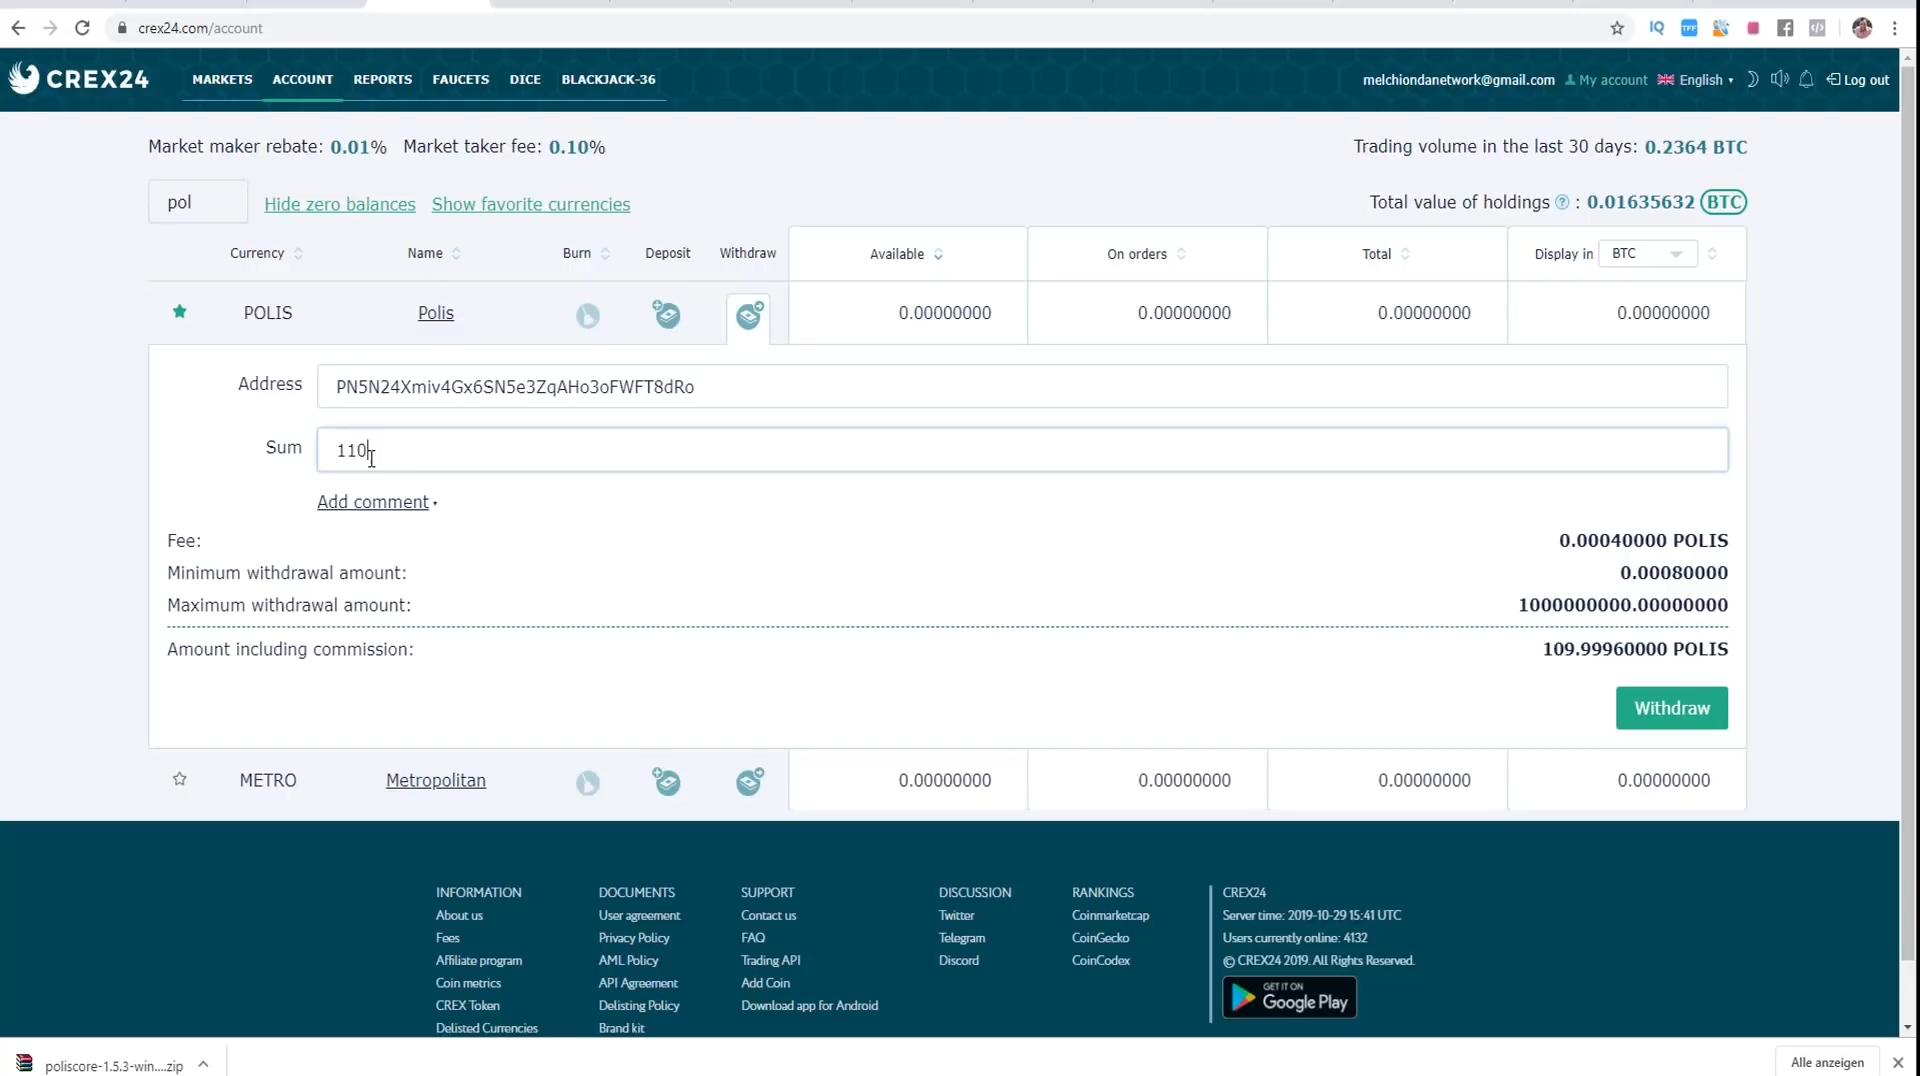 crex24.com/account
CREX24 MARKETS ACCOUNT REPORTS FAUCETS DICE BLACKJACK-36 melchiondanetwork@gmail.com My account English Log out
Market maker rebate: 0.01% Market taker fee: 0.10% Trading volume in the last 30 days: 0.2364 BTC
pol Hide zero balances Show favorite currencies Total value of holdings ? : 0.01635632 BTC
Currency Name Burn Deposit Withdraw Available On orders Total Display in BTC
POLIS Polis 0.00000000 0.00000000 0.00000000 0.00000000
Address PN5N24Xmiv4Gx6SN5e3ZqAHo3oFWFT8dRo
Sum 110
Add comment
Fee: 0.00040000 POLIS
Minimum withdrawal amount: 0.00080000
Maximum withdrawal amount: 1000000000.00000000
Amount including commission: 109.99960000 POLIS
Withdraw
METRO Metropolitan 0.00000000 0.00000000 0.00000000 0.00000000
INFORMATION DOCUMENTS SUPPORT DISCUSSION RANKINGS CREX24
About us User agreement Contact us Twitter Coinmarketcap Server time: 2019-10-29 15:41 UTC
Fees Privacy Policy FAQ Telegram CoinGecko Users currently online: 4132
Affiliate program AML Policy Trading API Discord CoinCodex © CREX24 2019. All Rights Reserved.
Coin metrics API Agreement Add Coin GET IT ON
CREX Token Delisting Policy Download app for Android Google Play
Delisted Currencies Brand kit
poliscore-1.5.3-win....zip Alle anzeigen